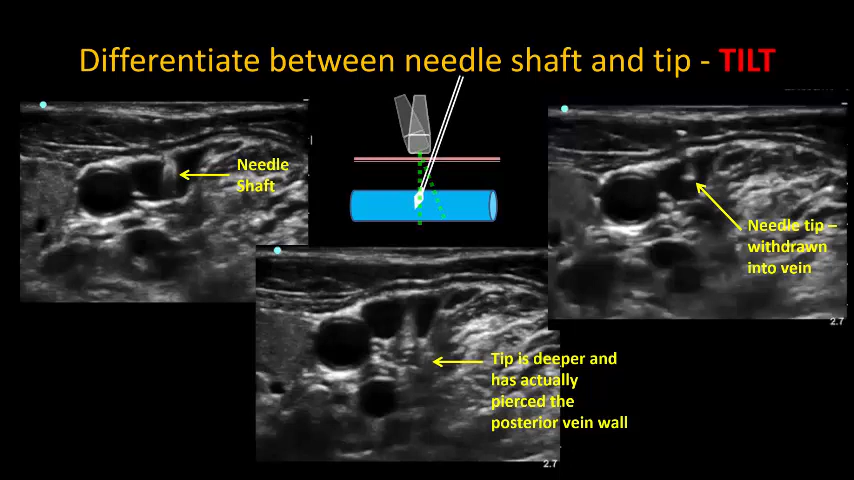 Differentiate between needle shaft and tip - TILT
Needle
Shaft
Needle tip –
withdrawn
into vein
2.7
Tip is deeper and
has actually
pierced the
posterior vein wall
2.7